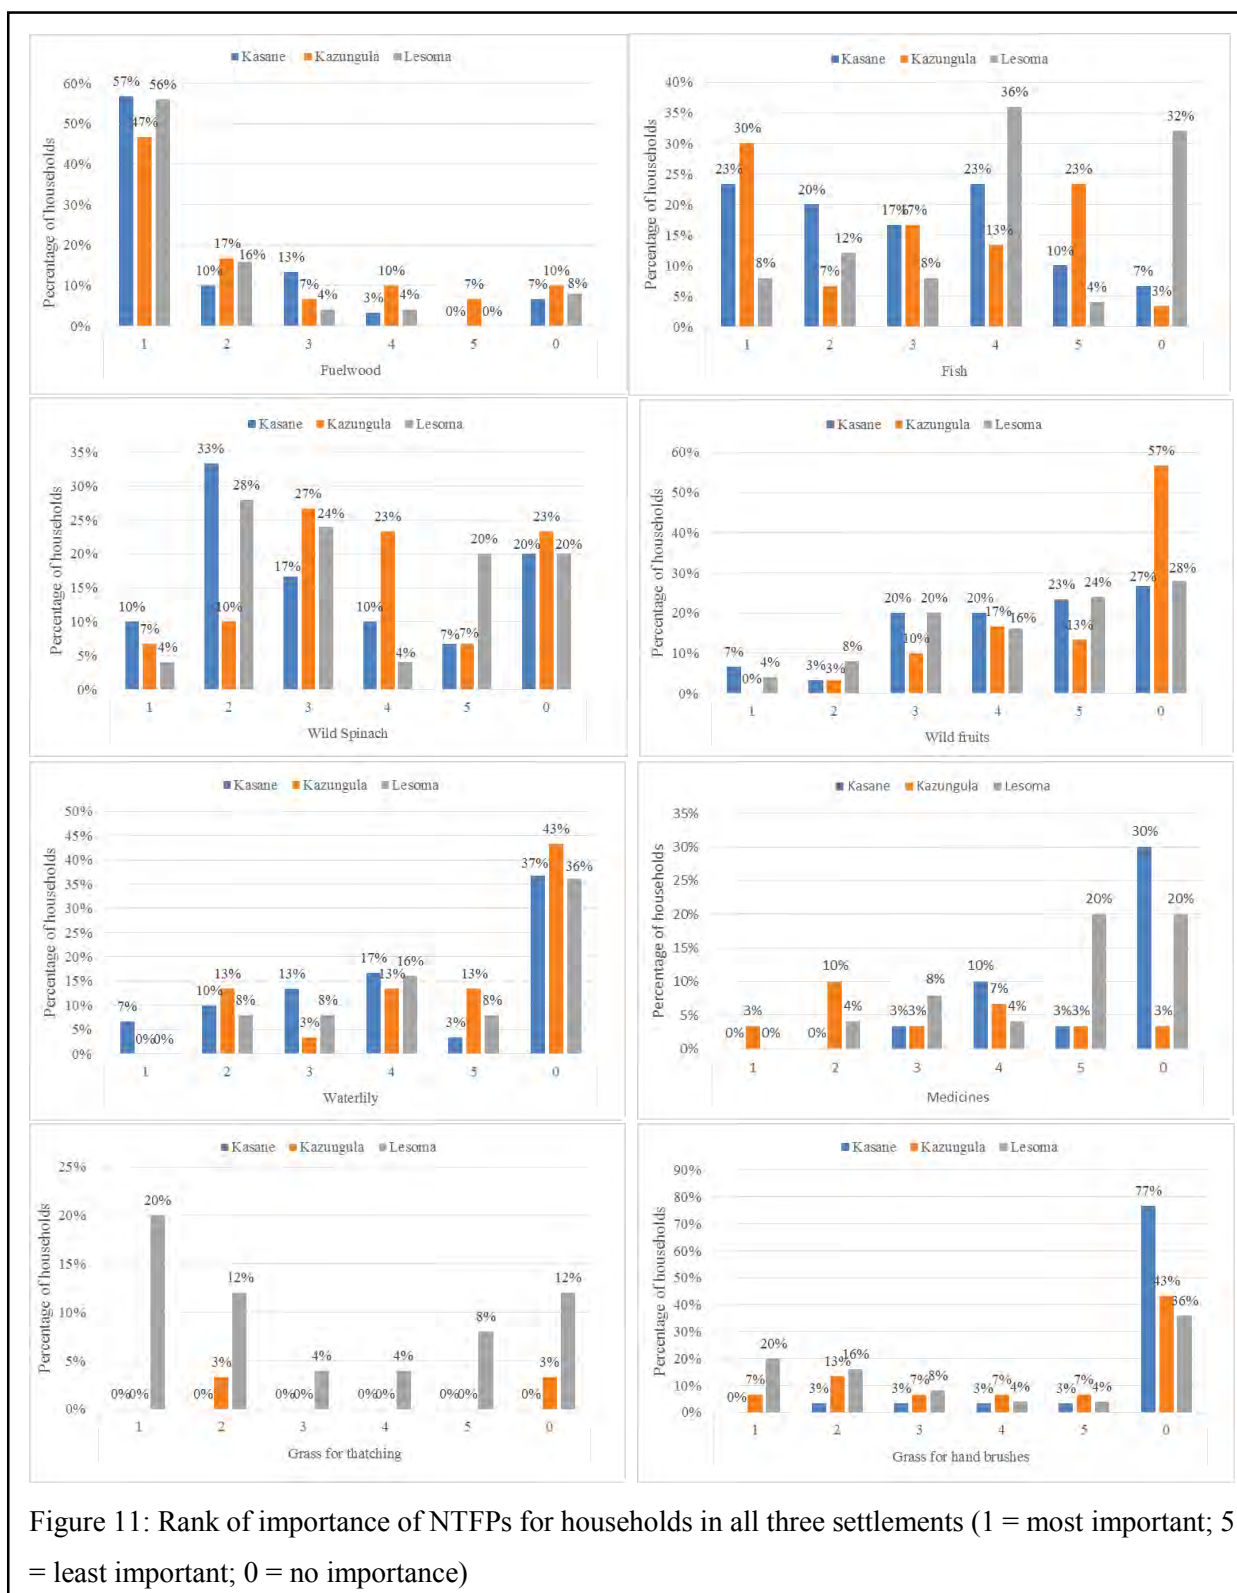 Kasane Kazungula Lesoma
Pecrentage of households
60%
50%
40%
30%
20%
10%
0%
57% 47% 56%
10% 17% 16%
13% 7% 4%
3% 10% 4%
0% 7% 0%
7% 10% 8%
1 2 3 4 5 0
Fuelwood
Kasane Kazungula Lesoma
Percentage of households
40%
35%
30%
25%
20%
15%
10%
5%
0%
23% 30% 8%
20% 7% 12%
17% 17% 8%
23% 13% 36%
10% 23% 4%
7% 3% 32%
1 2 3 4 5 0
Fish
Kasane Kazungula Lesoma
Percentage of households
35%
30%
25%
20%
15%
10%
5%
0%
10% 7% 4%
33% 10% 28%
17% 27% 24%
10% 23% 4%
7% 7% 20%
20% 23% 20%
1 2 3 4 5 0
Wild Spinach
Kasane Kazungula Lesoma
Percentage of households
60%
50%
40%
30%
20%
10%
0%
7% 0% 4%
3% 3% 8%
20% 10% 20%
20% 17% 16%
23% 13% 24%
27% 57% 28%
1 2 3 4 5 0
Wild fruits
Kasane Kazungula Lesoma
Percentage of households
50%
45%
40%
35%
30%
25%
20%
15%
10%
5%
0%
7% 0% 0%
10% 13% 8%
13% 3% 8%
17% 13% 16%
3% 13% 8%
37% 43% 36%
1 2 3 4 5 0
Waterlily
Kasane Kazungula Lesoma
Percentage of households
35%
30%
25%
20%
15%
10%
5%
0%
0% 3% 0%
0% 10% 4%
3% 3% 8%
10% 7% 4%
3% 3% 20%
30% 3% 20%
1 2 3 4 5 0
Medicines
Kasane Kazungula Lesoma
Percentage of households
25%
20%
15%
10%
5%
0%
0% 0% 20%
0% 3% 12%
0% 0% 4%
0% 0% 4%
0% 0% 8%
0% 3% 12%
1 2 3 4 5 0
Grass for thatching
Kasane Kazungula Lesoma
Percentage of households
90%
80%
70%
60%
50%
40%
30%
20%
10%
0%
0% 7% 20%
3% 13% 16%
3% 7% 8%
3% 7% 4%
3% 7% 4%
77% 43% 36%
1 2 3 4 5 0
Grass for hand brushes
Figure 11: Rank of importance of NTFPs for households in all three settlements (1 = most important; 5
= least important; 0 = no importance)